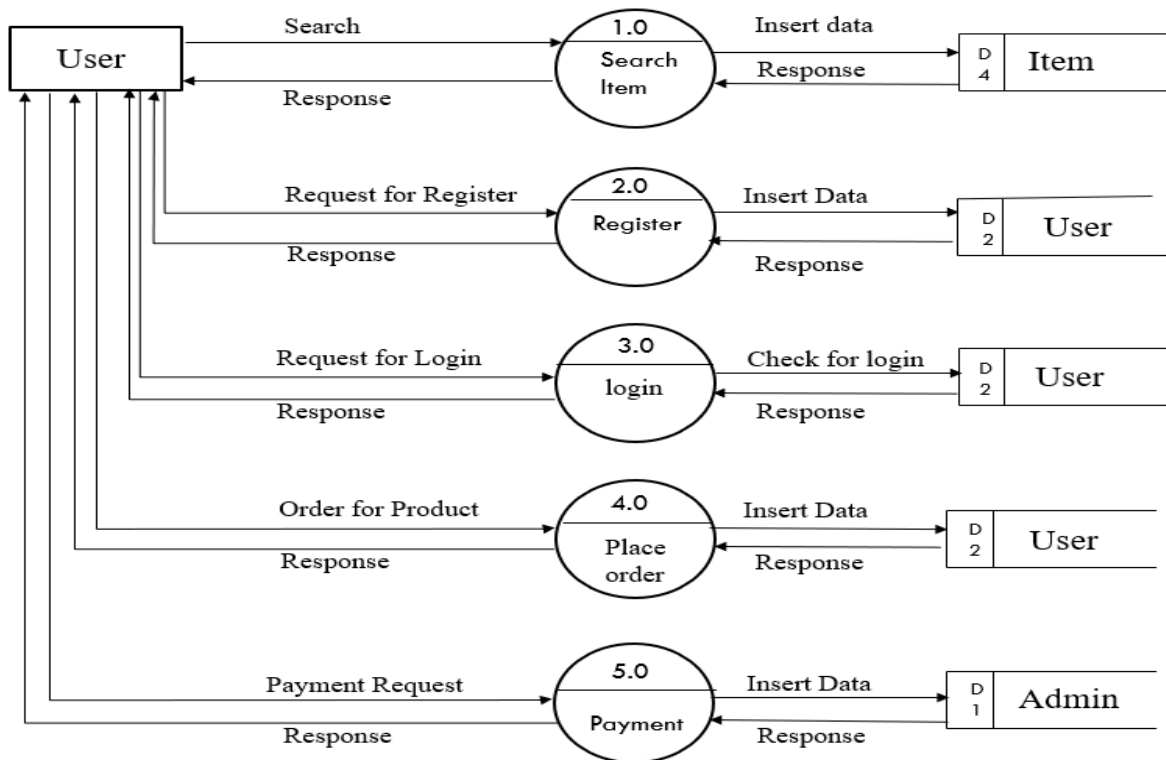 User
Search
Response
1.0
Search
Item
Insert data
Response
D
4
Item
Request for Register
Response
2.0
Register
Insert Data
Response
D
2
User
Request for Login
Response
3.0
login
Check for login
Response
D
2
User
Order for Product
Response
4.0
Place
order
Insert Data
Response
D
2
User
Payment Request
Response
5.0
Payment
Insert Data
Response
D
1
Admin